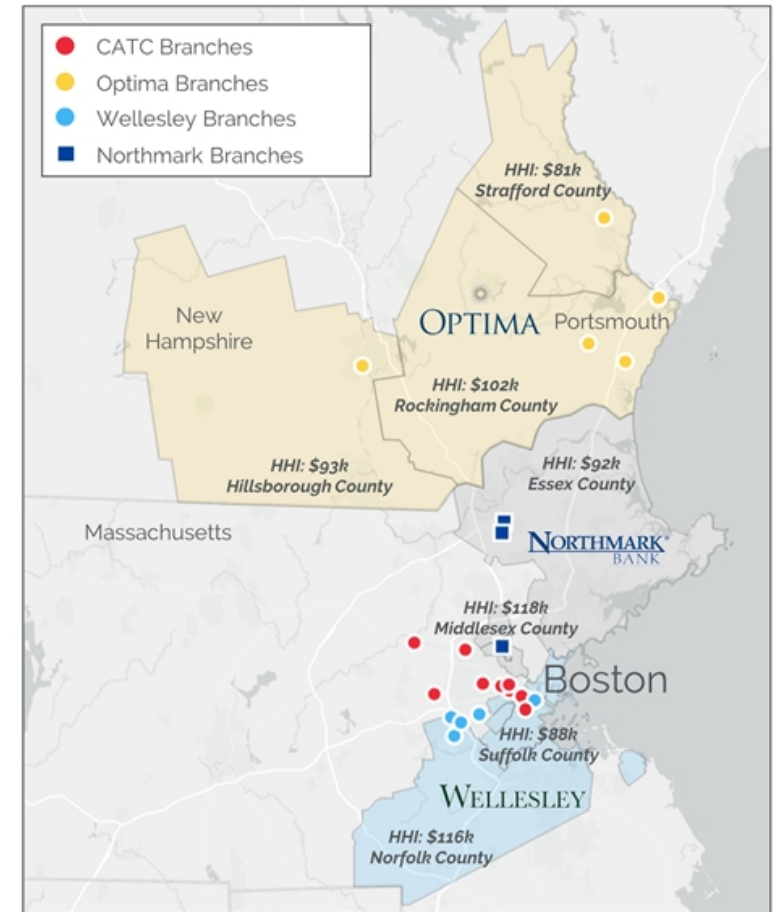 CATC Branches
Optima Branches
Wellesley Branches
Northmark Branches
HHI: $81k
Strafford County
New
Hampshire
OPTIMA
Portsmouth
HHI: $102k
Rockingham County
HHI: $93k
Hillsborough County
HHI: $92k
Essex County
Massachusetts
NORTHMARK®
BANK
HHI: $118k
Middlesex County
Boston
HHI: $88k
Suffolk County
WELLESLEY
HHI: $116k
Norfolk County